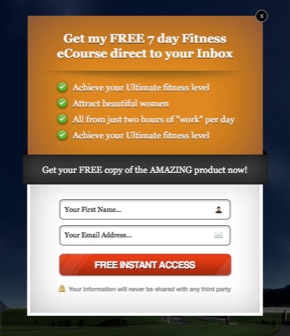 x
Get my FREE 7 day Fitness
eCourse direct to your Inbox
Achieve your Ultimate fitness level
Attract beautiful women
All from just two hours of "work" per day
Achieve your Ultimate fitness level
Get your FREE copy of the AMAZING product now!
Your First Name...
Your Email Address...
FREE INSTANT ACCESS
Your information will never be shared with any third party